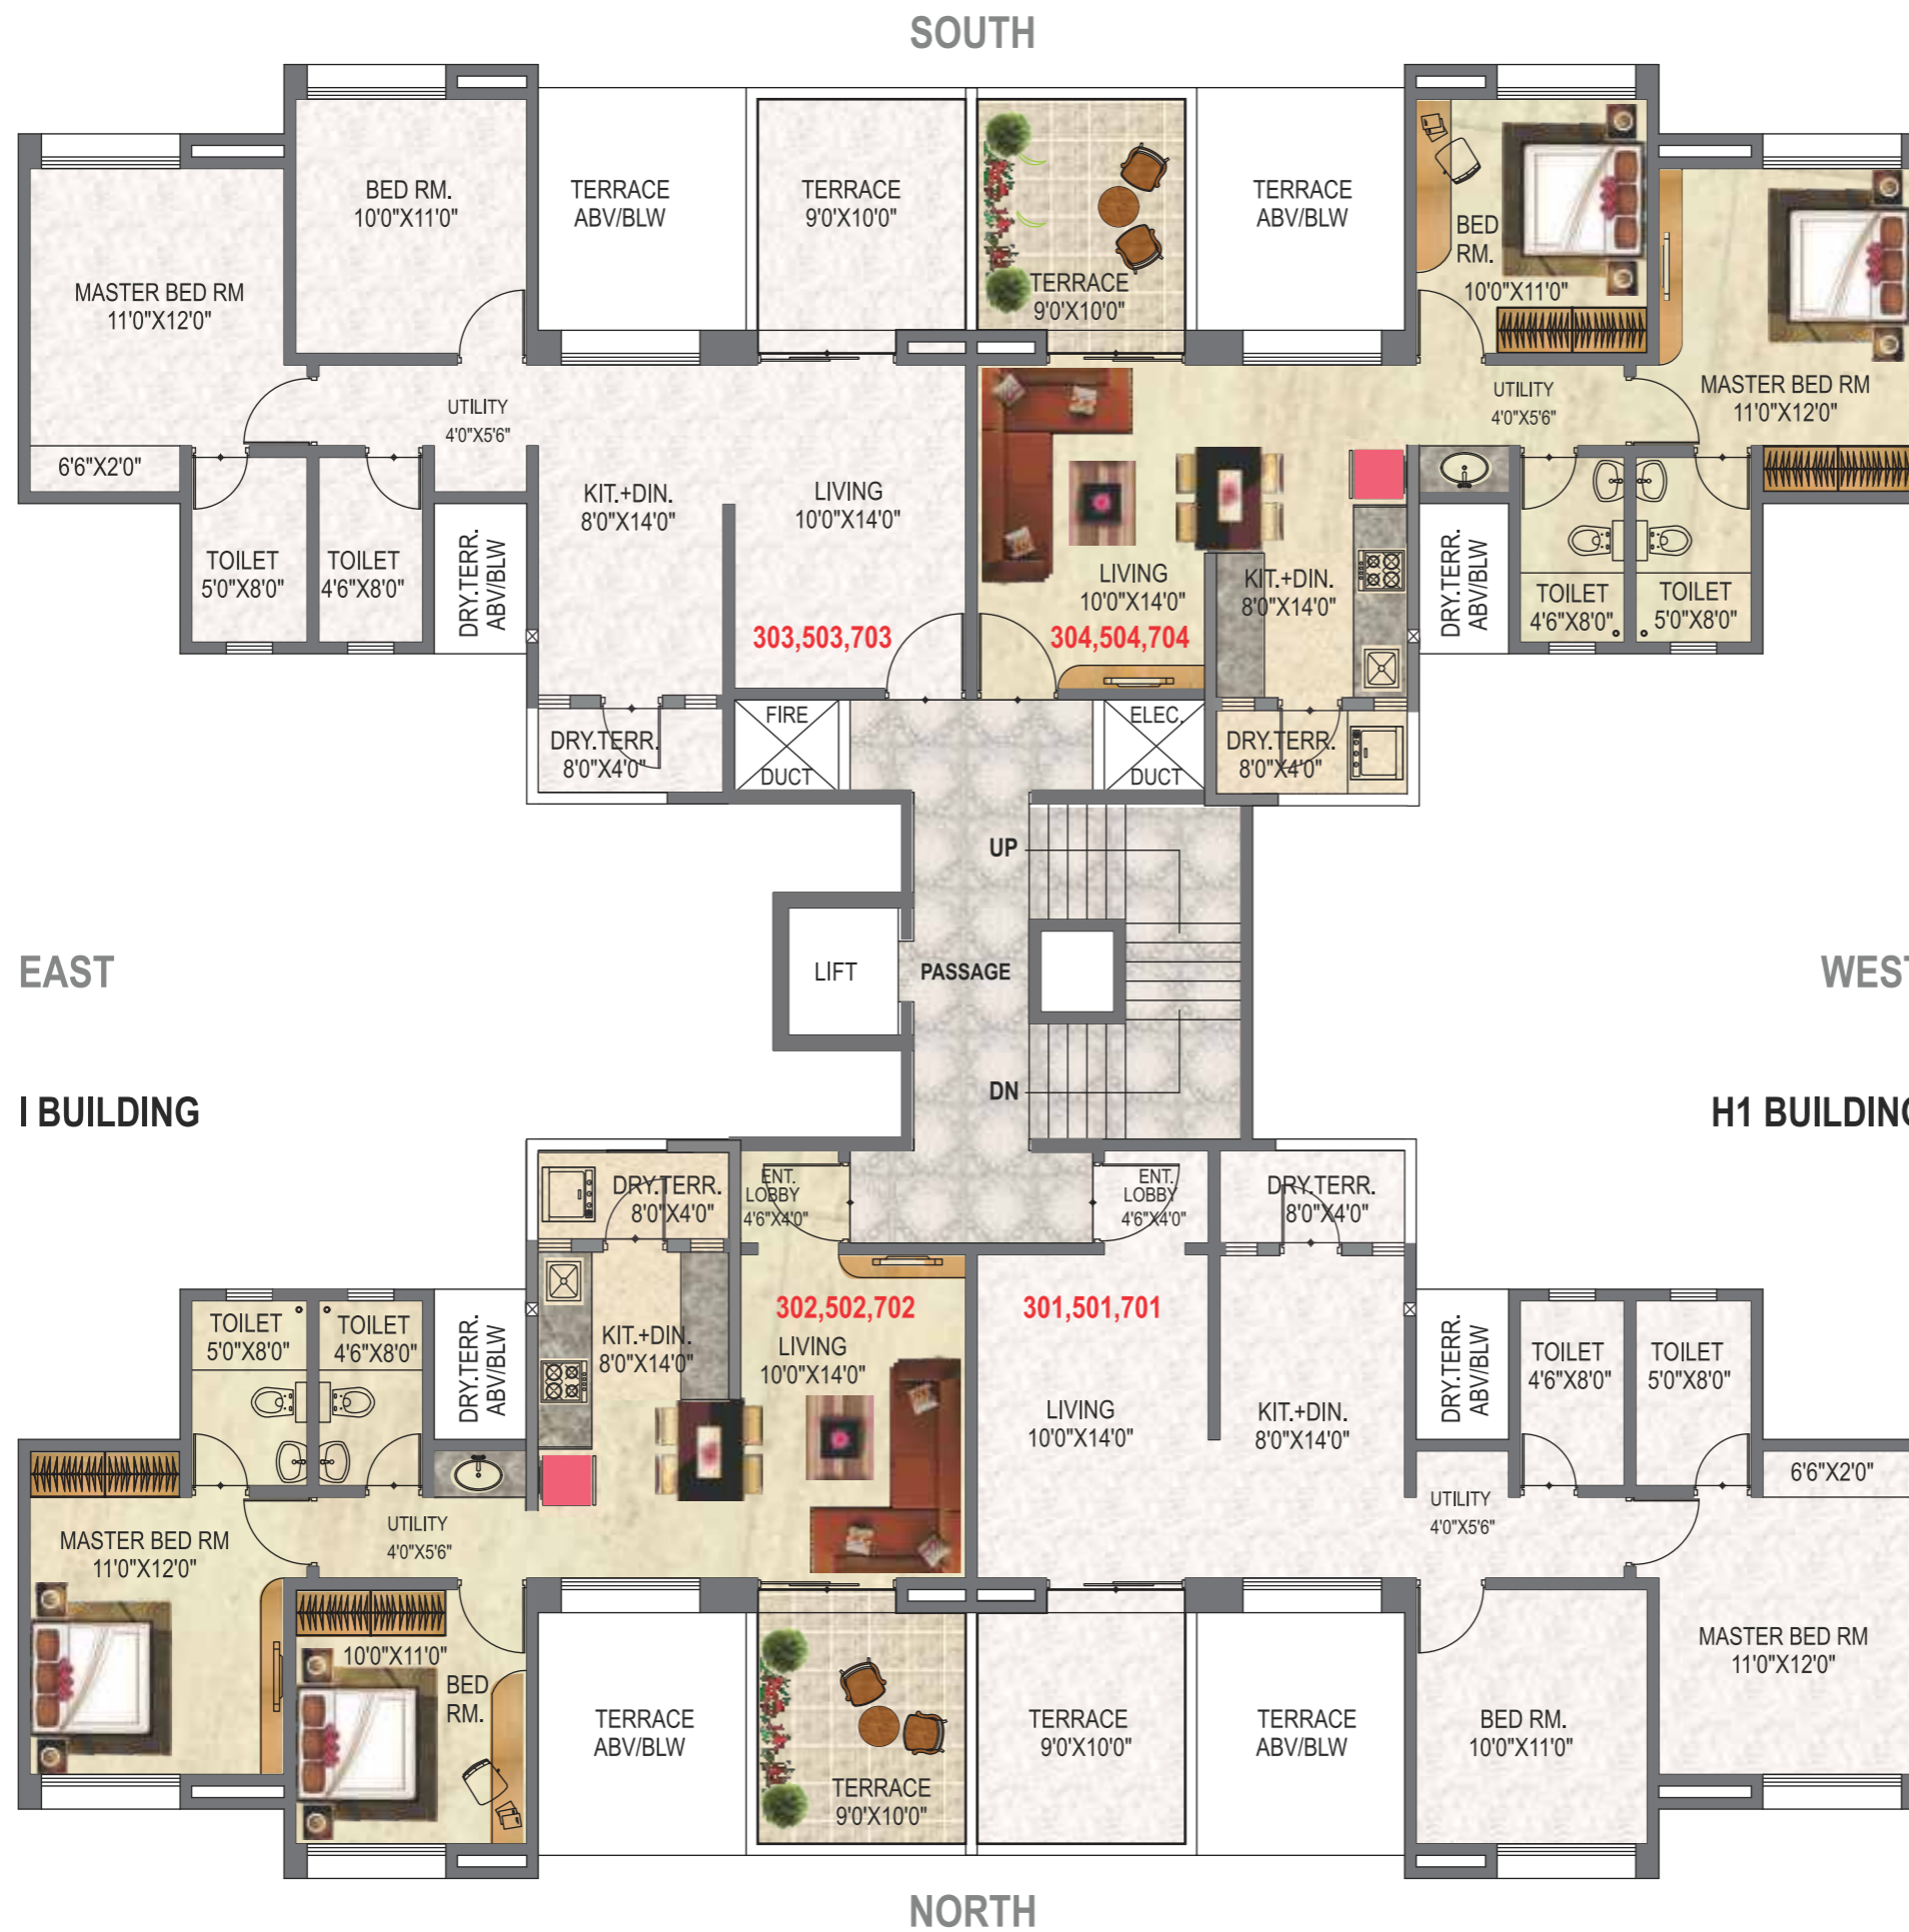 SOUTH
BED RM.
10'0"X11'0"
TERRACE
ABV/BLW
TERRACE
9'0'X10'0"
TERRACE
9'0'X10'0"
TERRACE
ABV/BLW
BED
RM.
10'0"X11'0"
MASTER BED RM
11'0"X12'0"
MASTER BED RM
11'0"X12'0"
UTILITY
4'0"X5'6"
UTILITY
4'0"X5'6"
6'6"X2'0"
KIT.+DIN.
8'0"X14'0"
LIVING
10'0"X14'0"
TOILET
5'0"X8'0"
TOILET
4'6"X8'0"
DRY.TERR.
ABV/BLW
303,503,703
LIVING
10'0"X14'0"
304,504,704
KIT.+DIN.
8'0"X14'0"
DRY.TERR.
ABV/BLW
TOILET
4'6"X8'0"
TOILET
5'0"X8'0"
DRY.TERR.
8'0"X4'0"
FIRE
DUCT
ELEC.
DUCT
DRY.TERR.
8'0"X4'0"
UP
EAST
LIFT
PASSAGE
WEST
DN
I BUILDING
H1 BUILDING
DRY.TERR.
8'0"X4'0"
ENT.
LOBBY
4'6"X4'0"
ENT.
LOBBY
4'6"X4'0"
DRY.TERR.
8'0"X4'0"
TOILET
5'0"X8'0"
TOILET
4'6"X8'0"
DRY.TERR.
ABV/BLW
KIT.+DIN.
8'0"X14'0"
302,502,702
LIVING
10'0"X14'0"
301,501,701
LIVING
10'0"X14'0"
KIT.+DIN.
8'0"X14'0"
DRY.TERR.
ABV/BLW
TOILET
4'6"X8'0"
TOILET
5'0"X8'0"
6'6"X2'0"
UTILITY
4'0"X5'6"
UTILITY
4'0"X5'6"
MASTER BED RM
11'0"X12'0"
10'0"X11'0"
BED
RM.
TERRACE
ABV/BLW
TERRACE
9'0'X10'0"
TERRACE
9'0'X10'0"
TERRACE
ABV/BLW
BED RM.
10'0"X11'0"
MASTER BED RM
11'0"X12'0"
NORTH